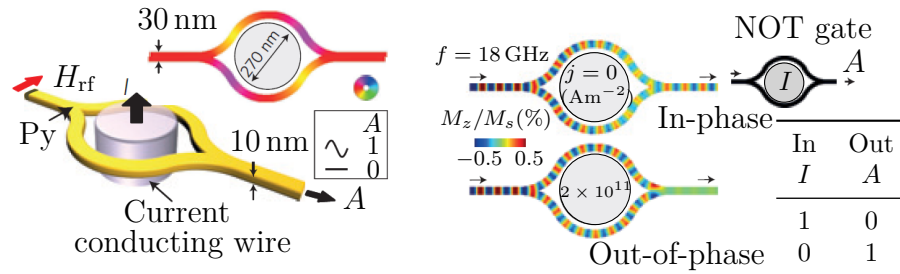 30 nm
270 nm
H_rf
Py
10 nm
A
1
0
A
Current
conducting wire
f = 18 GHz
j = 0
(Am⁻²)
M_z/M_s(%)
−0.5 0.5
In-phase
2 × 10¹¹
Out-of-phase
NOT gate
I
A
In Out
I A
1 0
0 1